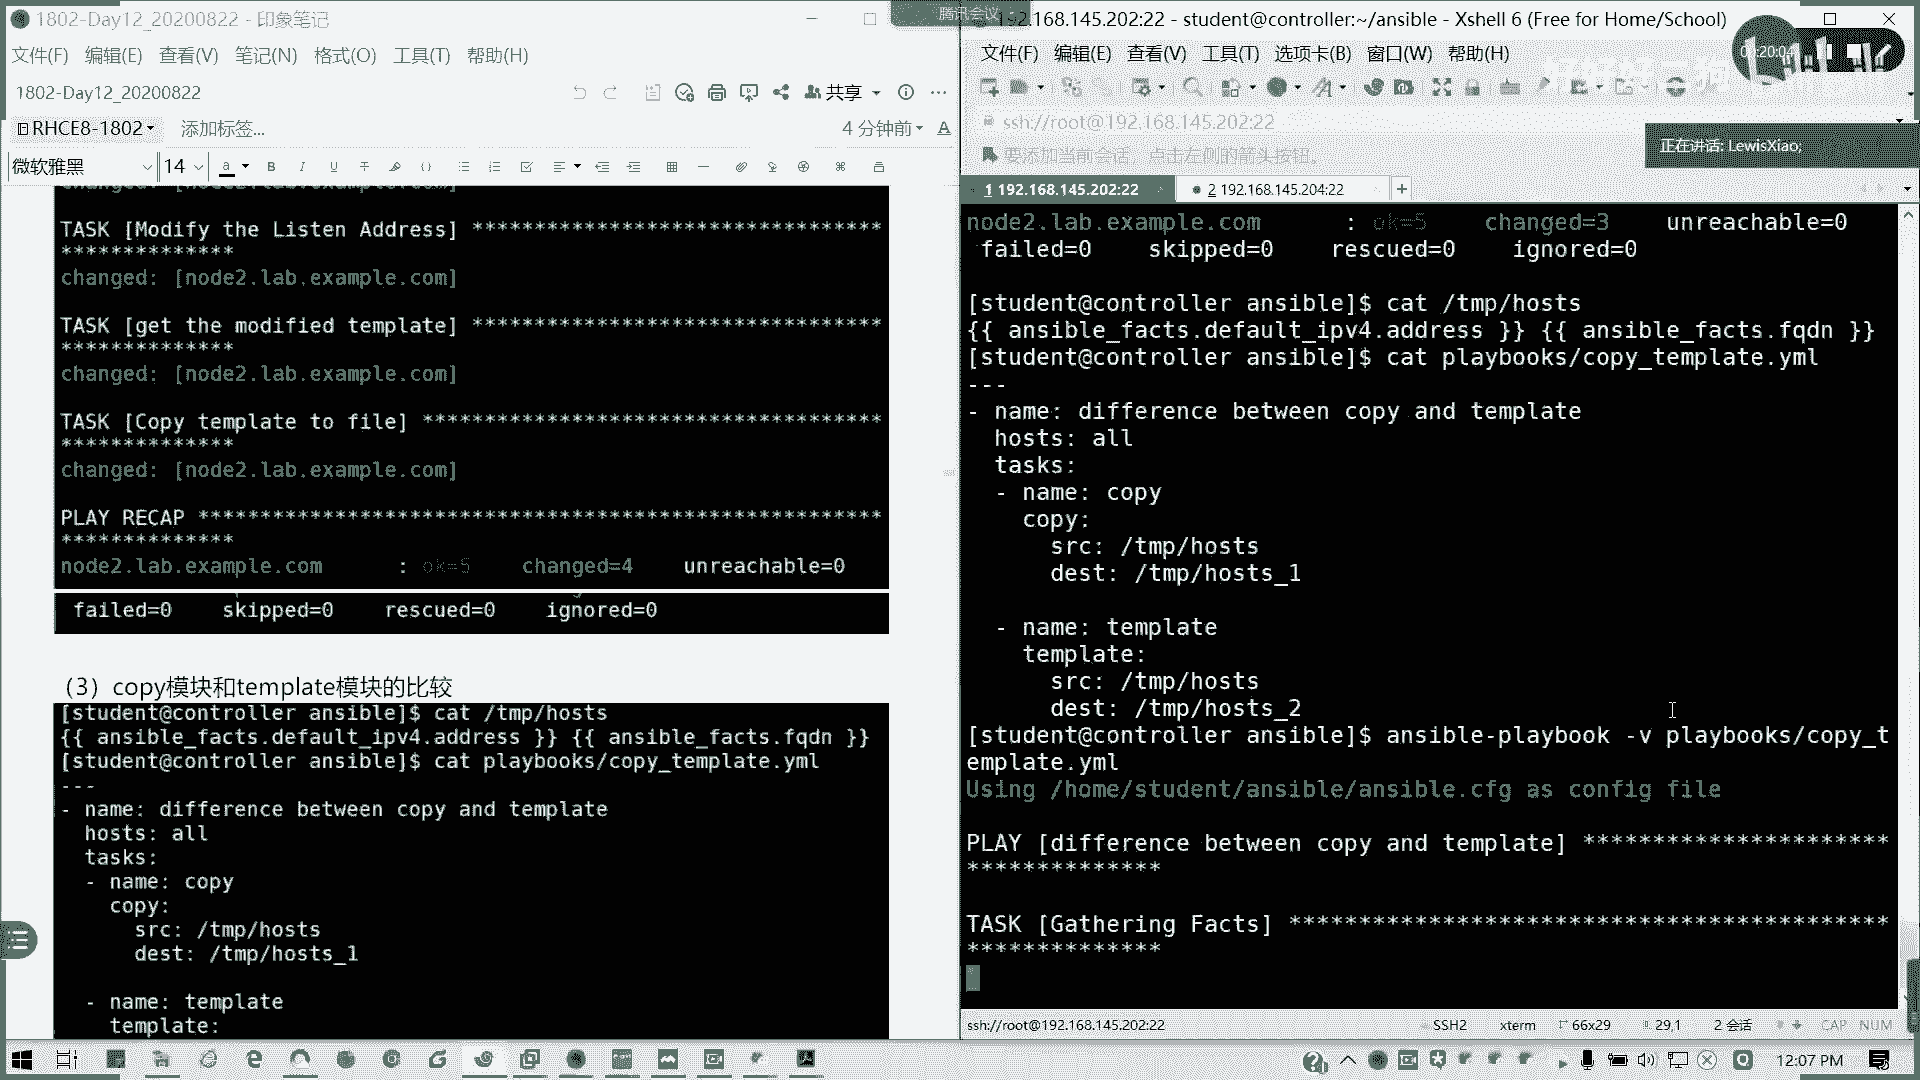 1802-Day12_20200822 - 印象笔记
文件(F) 编辑(E) 查看(V) 笔记(N) 格式(O) 工具(T) 帮助(H)
1802-Day12_20200822
共享
RHCE8-1802
添加标签...
4 分钟前
微软雅黑
14
TASK [Modify the Listen Address] *********************************
**************
changed: [node2.lab.example.com]
TASK [get the modified template] *********************************
**************
changed: [node2.lab.example.com]
TASK [Copy template to file] *************************************
**************
changed: [node2.lab.example.com]
PLAY RECAP *******************************************************
**************
node2.lab.example.com : ok=5 changed=4 unreachable=0
failed=0 skipped=0 rescued=0 ignored=0
（3）copy模块和template模块的比较
[student@controller ansible]$ cat /tmp/hosts
{{ ansible_facts.default_ipv4.address }} {{ ansible_facts.fqdn }}
[student@controller ansible]$ cat playbooks/copy_template.yml
---
- name: difference between copy and template
hosts: all
tasks:
- name: copy
copy:
src: /tmp/hosts
dest: /tmp/hosts_1
- name: template
template:
腾讯会议
192.168.145.202:22 - student@controller:~/ansible - Xshell 6 (Free for Home/School)
文件(F) 编辑(E) 查看(V) 工具(T) 选项卡(B) 窗口(W) 帮助(H)
ssh://root@192.168.145.202:22
要添加当前会话，点击左侧的箭头按钮。
正在讲话: LewisXiao;
1 192.168.145.202:22
2 192.168.145.204:22
node2.lab.example.com : ok=5 changed=3 unreachable=0
failed=0 skipped=0 rescued=0 ignored=0
[student@controller ansible]$ cat /tmp/hosts
{{ ansible_facts.default_ipv4.address }} {{ ansible_facts.fqdn }}
[student@controller ansible]$ cat playbooks/copy_template.yml
---
- name: difference between copy and template
hosts: all
tasks:
- name: copy
copy:
src: /tmp/hosts
dest: /tmp/hosts_1
- name: template
template:
src: /tmp/hosts
dest: /tmp/hosts_2
[student@controller ansible]$ ansible-playbook -v playbooks/copy_t
emplate.yml
Using /home/student/ansible/ansible.cfg as config file
PLAY [difference between copy and template] **********************
**************
TASK [Gathering Facts] *******************************************
**************
ssh://root@192.168.145.202:22
SSH2
xterm
66x29
29,1
2 会话
CAP NUM
12:07 PM